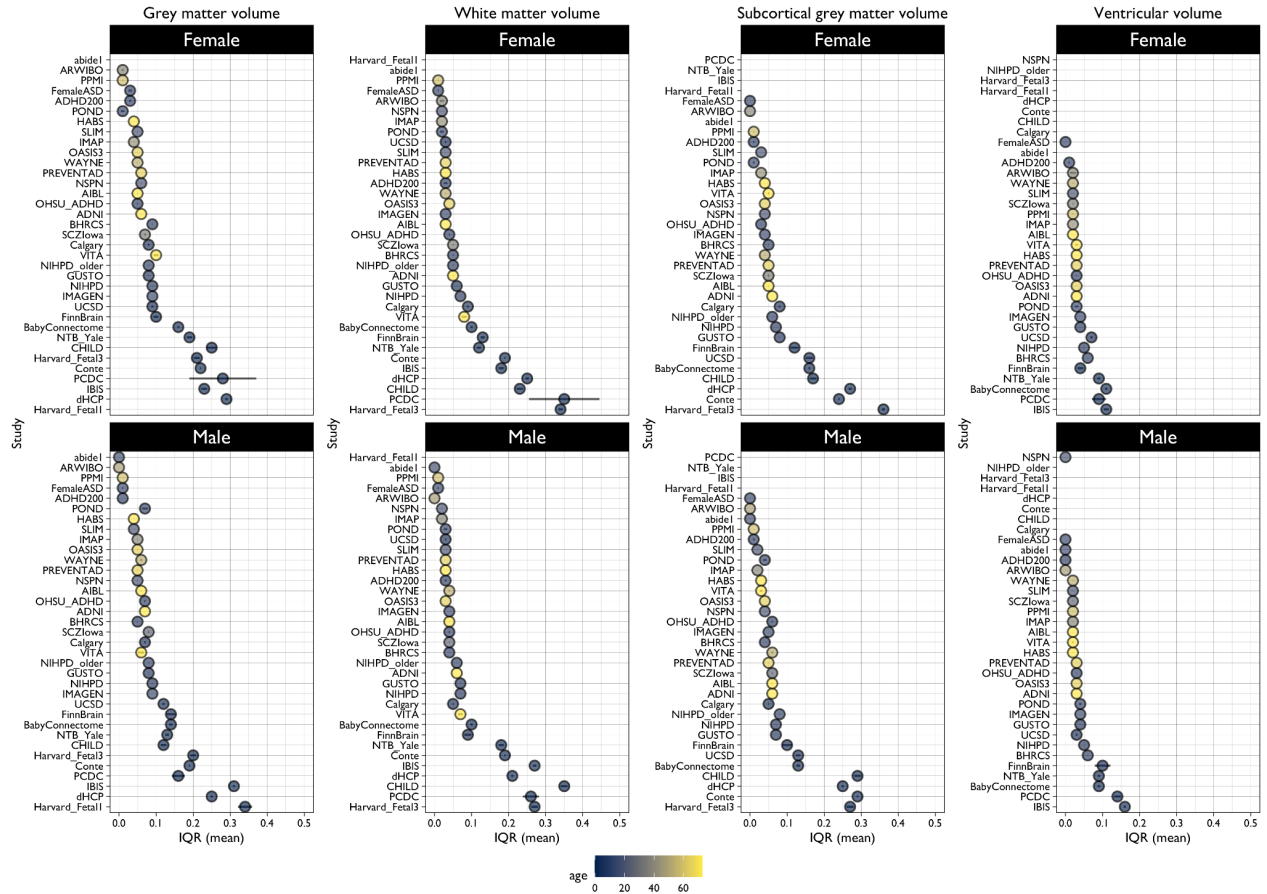 Grey matter volume
Female
abide1
ARWIBO
PPMI
FemaleASD
ADHD200
POND
HABS
SLIM
IMAP
OASIS3
WAYNE
PREVENTAD
NSPN
AIBL
OHSU_ADHD
ADNI
BHRCS
SCZIowa
Calgary
VITA
NIHPD_older
GUSTO
NIHPD
IMAGEN
UCSD
FinnBrain
BabyConnectome
NTB_Yale
CHILD
Harvard_Fetal3
Conte
PCDC
IBIS
dHCP
Harvard_Fetal1
Study
Male
abide1
ARWIBO
PPMI
FemaleASD
ADHD200
POND
HABS
SLIM
IMAP
OASIS3
WAYNE
PREVENTAD
NSPN
AIBL
OHSU_ADHD
ADNI
BHRCS
SCZIowa
Calgary
VITA
NIHPD_older
GUSTO
NIHPD
IMAGEN
UCSD
FinnBrain
BabyConnectome
NTB_Yale
CHILD
Harvard_Fetal3
Conte
PCDC
IBIS
dHCP
Harvard_Fetal1
0.0 0.1 0.2 0.3 0.4 0.5
IQR (mean)
White matter volume
Female
Harvard_Fetal1
abide1
PPMI
FemaleASD
ARWIBO
NSPN
IMAP
POND
UCSD
SLIM
PREVENTAD
HABS
ADHD200
WAYNE
OASIS3
IMAGEN
AIBL
OHSU_ADHD
SCZIowa
BHRCS
NIHPD_older
ADNI
GUSTO
NIHPD
Calgary
VITA
BabyConnectome
FinnBrain
NTB_Yale
Conte
IBIS
dHCP
CHILD
PCDC
Harvard_Fetal3
Study
Male
Harvard_Fetal1
abide1
PPMI
FemaleASD
ARWIBO
NSPN
IMAP
POND
UCSD
SLIM
PREVENTAD
HABS
ADHD200
WAYNE
OASIS3
IMAGEN
AIBL
OHSU_ADHD
SCZIowa
BHRCS
NIHPD_older
ADNI
GUSTO
NIHPD
Calgary
VITA
BabyConnectome
FinnBrain
NTB_Yale
Conte
IBIS
dHCP
CHILD
PCDC
Harvard_Fetal3
0.0 0.1 0.2 0.3 0.4 0.5
IQR (mean)
Subcortical grey matter volume
Female
PCDC
NTB_Yale
IBIS
Harvard_Fetal1
FemaleASD
ARWIBO
abide1
PPMI
ADHD200
SLIM
POND
IMAP
HABS
VITA
OASIS3
NSPN
OHSU_ADHD
IMAGEN
BHRCS
WAYNE
PREVENTAD
SCZIowa
AIBL
ADNI
Calgary
NIHPD_older
NIHPD
GUSTO
FinnBrain
UCSD
BabyConnectome
CHILD
dHCP
Conte
Harvard_Fetal3
Study
Male
PCDC
NTB_Yale
IBIS
Harvard_Fetal1
FemaleASD
ARWIBO
abide1
PPMI
ADHD200
SLIM
POND
IMAP
HABS
VITA
OASIS3
NSPN
OHSU_ADHD
IMAGEN
BHRCS
WAYNE
PREVENTAD
SCZIowa
AIBL
ADNI
Calgary
NIHPD_older
NIHPD
GUSTO
FinnBrain
UCSD
BabyConnectome
CHILD
dHCP
Conte
Harvard_Fetal3
0.0 0.1 0.2 0.3 0.4 0.5
IQR (mean)
Ventricular volume
Female
NSPN
NIHPD_older
Harvard_Fetal3
Harvard_Fetal1
dHCP
Conte
CHILD
Calgary
FemaleASD
abide1
ADHD200
ARWIBO
WAYNE
SLIM
SCZIowa
PPMI
IMAP
AIBL
VITA
HABS
PREVENTAD
OHSU_ADHD
OASIS3
ADNI
POND
IMAGEN
GUSTO
UCSD
NIHPD
BHRCS
FinnBrain
NTB_Yale
BabyConnectome
PCDC
IBIS
Study
Male
NSPN
NIHPD_older
Harvard_Fetal3
Harvard_Fetal1
dHCP
Conte
CHILD
Calgary
FemaleASD
abide1
ADHD200
ARWIBO
WAYNE
SLIM
SCZIowa
PPMI
IMAP
AIBL
VITA
HABS
PREVENTAD
OHSU_ADHD
OASIS3
ADNI
POND
IMAGEN
GUSTO
UCSD
NIHPD
BHRCS
FinnBrain
NTB_Yale
BabyConnectome
PCDC
IBIS
0.0 0.1 0.2 0.3 0.4 0.5
IQR (mean)
age
0 20 40 60